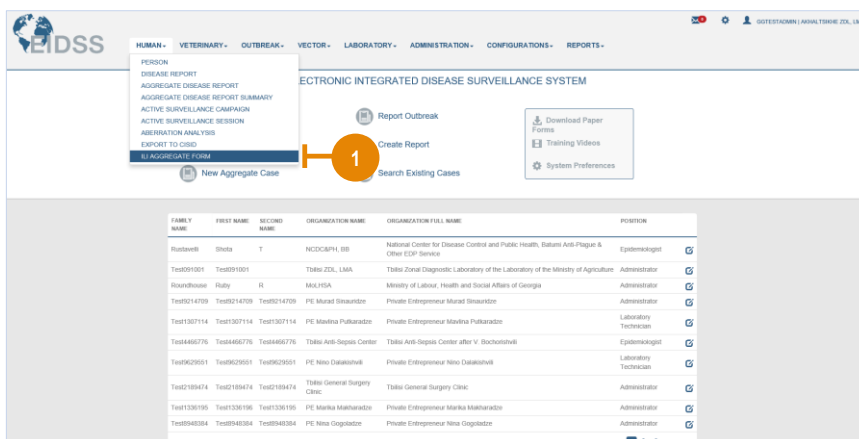 EIDSS
GGTESTADMIN | AKHALTSIKHE ZDL, LM
HUMAN VETERINARY OUTBREAK VECTOR LABORATORY ADMINISTRATION CONFIGURATIONS REPORTS
PERSON
DISEASE REPORT
AGGREGATE DISEASE REPORT
AGGREGATE DISEASE REPORT SUMMARY
ACTIVE SURVEILLANCE CAMPAIGN
ACTIVE SURVEILLANCE SESSION
ABERRATION ANALYSIS
EXPORT TO CISID
ILI AGGREGATE FORM
1
ECTRONIC INTEGRATED DISEASE SURVEILLANCE SYSTEM
Report Outbreak
Create Report
New Aggregate Case
Search Existing Cases
Download Paper
Forms
Training Videos
System Preferences
FAMILY NAME FIRST NAME SECOND NAME ORGANIZATION NAME ORGANIZATION FULL NAME POSITION
Rustavelli Shota T NCDC&PH, BB National Center for Disease Control and Public Health, Batumi Anti-Plague & Other EDP Service Epidemiologist
Test091001 Test091001 Tbilisi ZDL, LMA Tbilisi Zonal Diagnostic Laboratory of the Laboratory of the Ministry of Agriculture Administrator
Roundhouse Ruby R MoLHSA Ministry of Labour, Health and Social Affairs of Georgia Administrator
Test9214709 Test9214709 Test9214709 PE Murad Sinauridze Private Entrepreneur Murad Sinauridze Administrator
Test1307114 Test1307114 Test1307114 PE Mavlina Putkaradze Private Entrepreneur Mavlina Putkaradze Laboratory Technician
Test4466776 Test4466776 Test4466776 Tbilisi Anti-Sepsis Center Tbilisi Anti-Sepsis Center after V. Bochorishvili Epidemiologist
Test9629551 Test9629551 Test9629551 PE Nino Dalakishvili Private Entrepreneur Nino Dalakishvili Laboratory Technician
Test2189474 Test2189474 Test2189474 Tbilisi General Surgery Clinic Tbilisi General Surgery Clinic Administrator
Test1336196 Test1336196 Test1336196 PE Marika Makharadze Private Entrepreneur Marika Makharadze Administrator
Test8948384 Test8948384 Test8948384 PE Nina Gogoladze Private Entrepreneur Nina Gogoladze Administrator